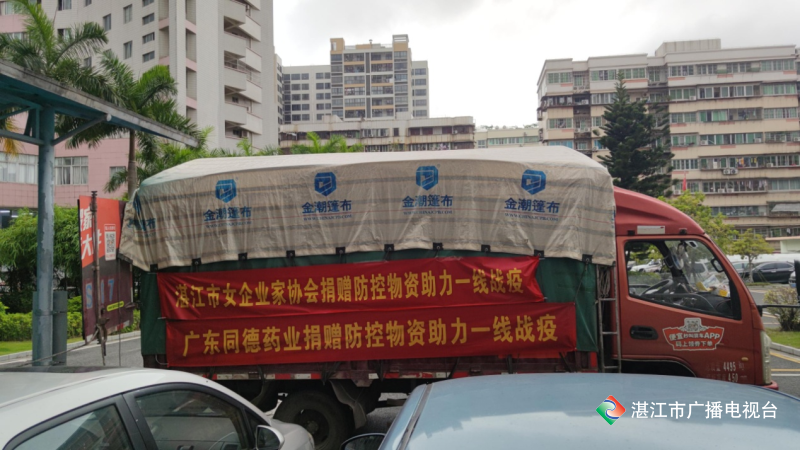 金潮篷布
金潮篷布
金潮篷布
金潮篷布
湛江市女企业家协会捐赠防控物资助力一线战疫
广东同德药业捐赠防控物资助力一线战疫
湛江市广播电视台